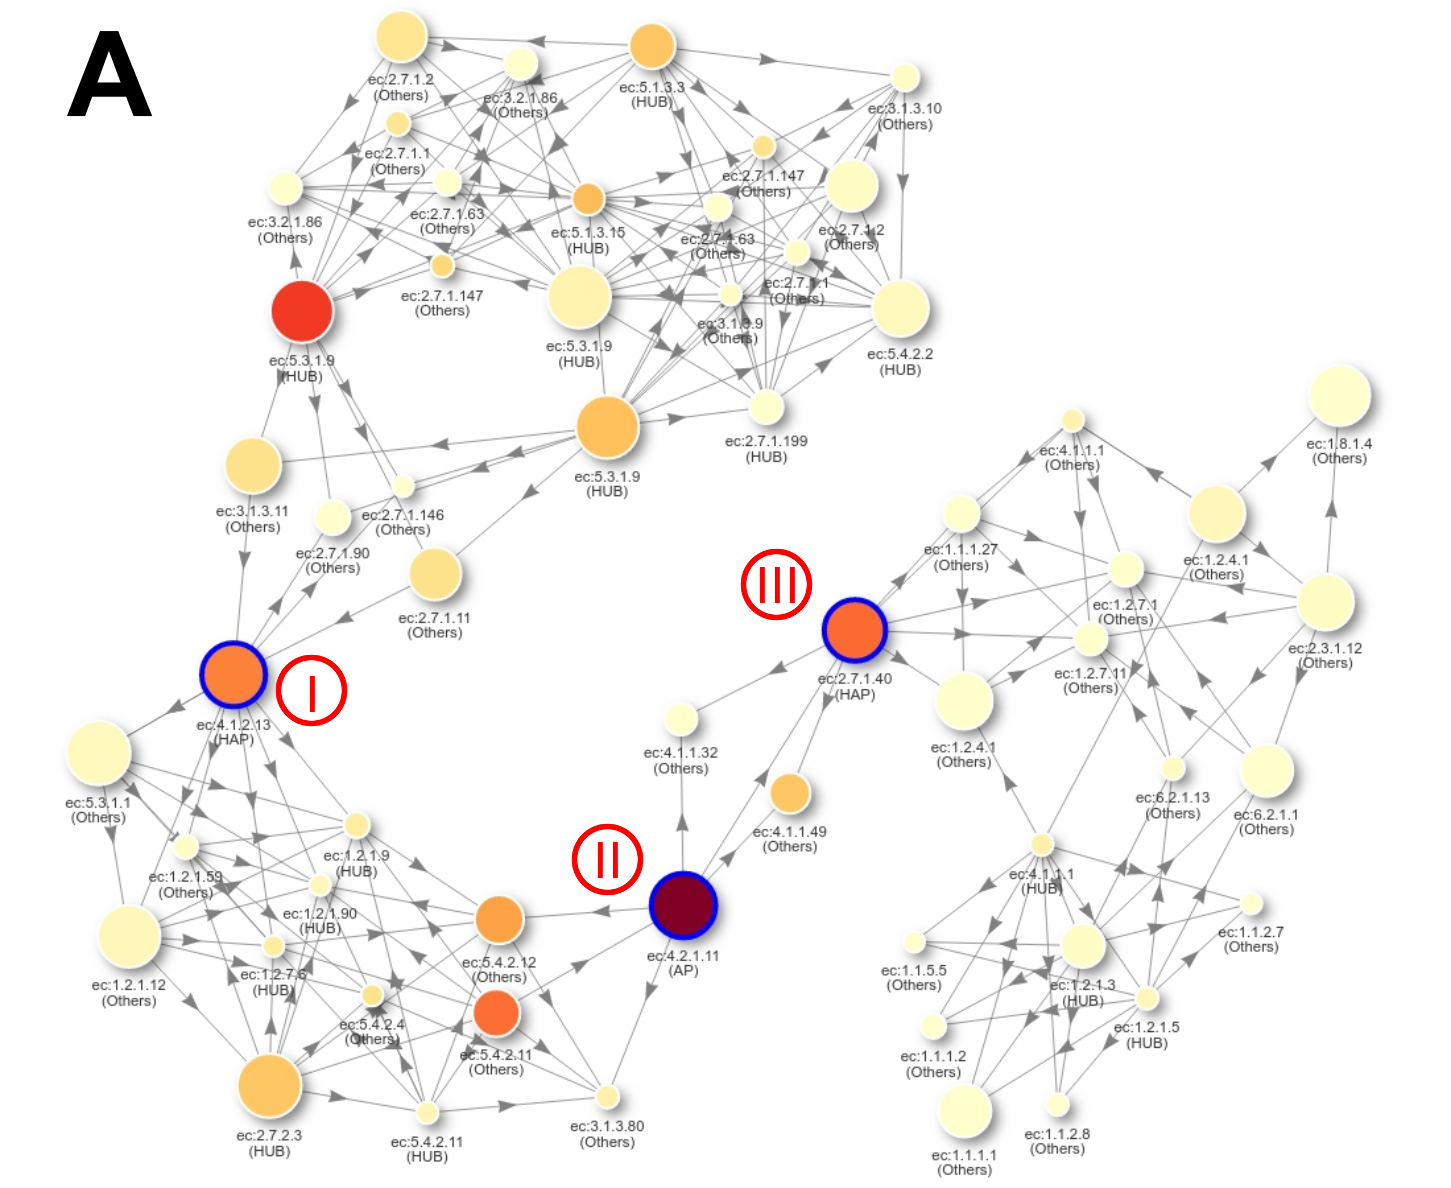 A
ec:2.7.1.2
(Others)
ec:3.2.1.86
(Others)
ec:5.1.3.3
(HUB)
ec:3.1.3.10
(Others)
ec:2.7.1.1
(Others)
ec:2.7.1.147
(Others)
ec:3.2.1.86
(Others)
ec:2.7.1.63
(Others)
ec:5.1.3.15
(HUB)
ec:2.7.1.63
(Others)
ec:2.7.1.2
(Others)
ec:2.7.1.147
(Others)
ec:2.7.1.1
(Others)
ec:3.1.3.9
(Others)
ec:5.3.1.9
(HUB)
ec:5.3.1.9
(HUB)
ec:5.4.2.2
(HUB)
ec:2.7.1.199
(HUB)
ec:5.3.1.9
(HUB)
ec:3.1.3.11
(Others)
ec:2.7.1.146
(Others)
ec:2.7.1.90
(Others)
ec:2.7.1.11
(Others)
ec:4.1.1.1
(Others)
ec:1.8.1.4
(Others)
ec:1.1.1.27
(Others)
ec:1.2.4.1
(Others)
ec:1.2.7.1
(Others)
ec:2.3.1.12
(Others)
III
ec:2.7.1.40
(HAP)
ec:1.2.7.11
(Others)
I
ec:4.1.2.13
(HAP)
ec:4.1.1.32
(Others)
ec:1.2.4.1
(Others)
ec:6.2.1.13
(Others)
ec:6.2.1.1
(Others)
ec:5.3.1.1
(Others)
ec:4.1.1.49
(Others)
II
ec:1.2.1.9
(HUB)
ec:1.2.1.59
(Others)
ec:1.2.1.90
(HUB)
ec:4.1.1.1
(HUB)
ec:1.1.2.7
(Others)
ec:5.4.2.12
(Others)
ec:4.2.1.11
(AP)
ec:1.2.7.6
(HUB)
ec:1.2.1.12
(Others)
ec:1.1.5.5
(Others)
ec:1.2.1.3
(HUB)
ec:5.4.2.4
(Others)
ec:5.4.2.11
(Others)
ec:1.2.1.5
(HUB)
ec:1.1.1.2
(Others)
ec:2.7.2.3
(HUB)
ec:5.4.2.11
(HUB)
ec:3.1.3.80
(Others)
ec:1.1.2.8
(Others)
ec:1.1.1.1
(Others)